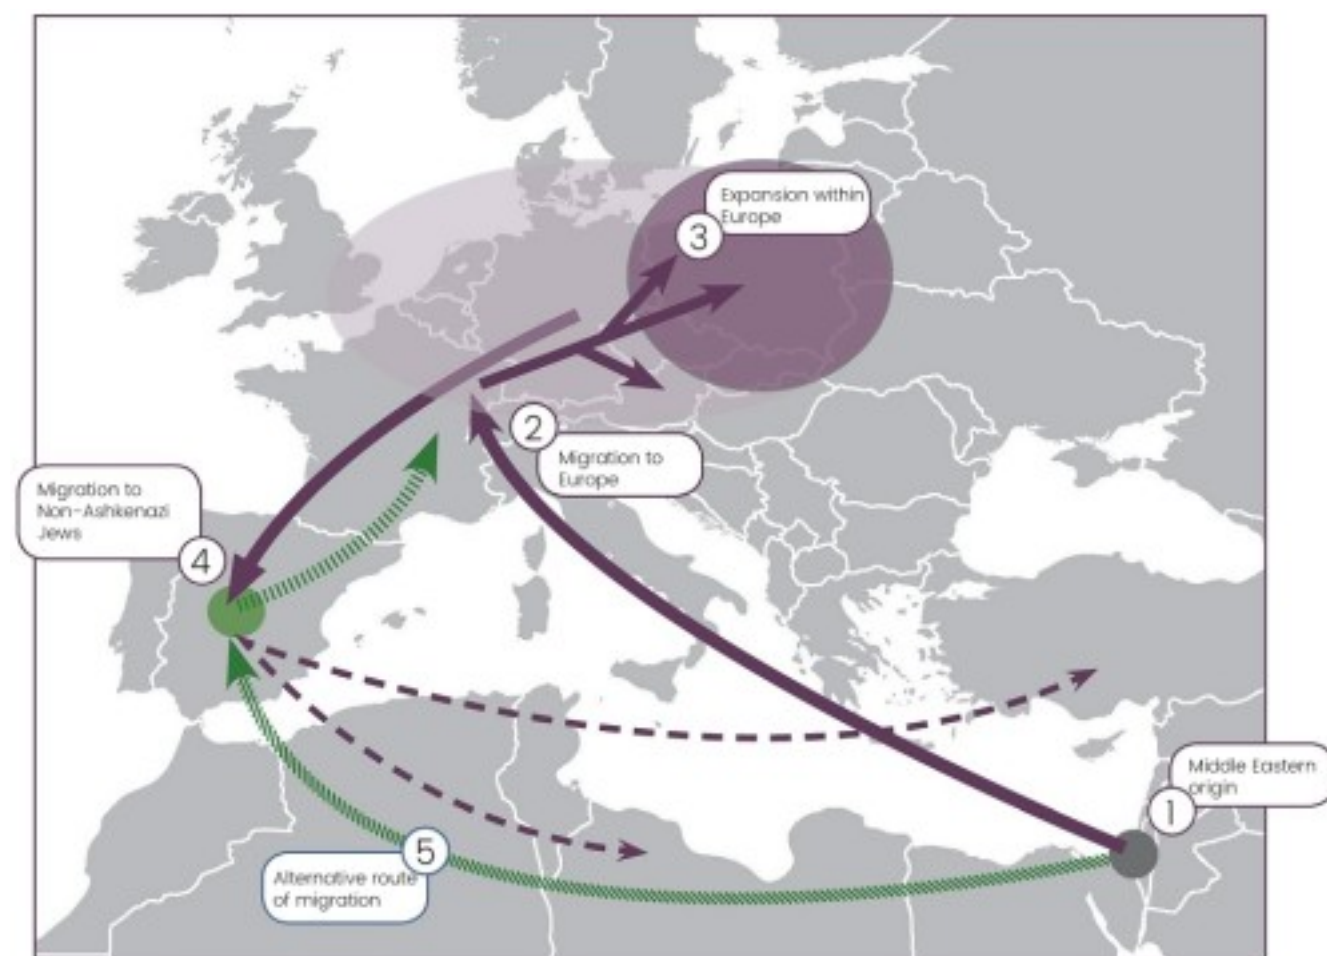 Expansion within
Europe
3
2
Migration to
Europe
Migration to
Non-Ashkenazi
Jews
4
Middle Eastern
origin
1
5
Alternative route
of migration